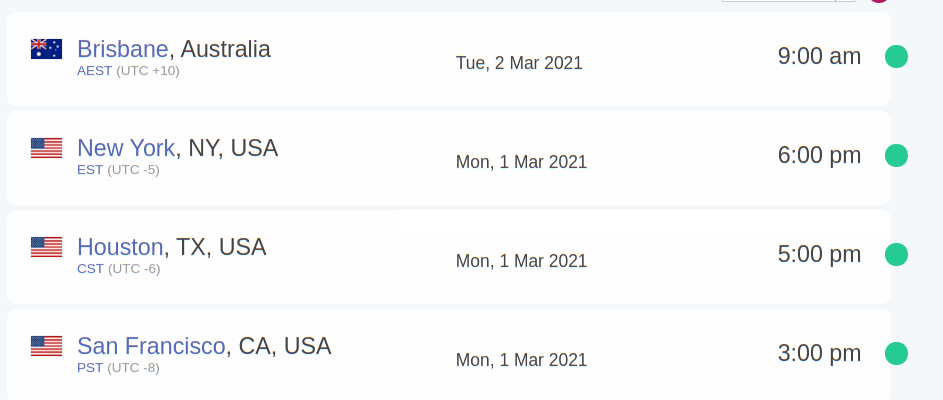 Brisbane, Australia
AEST (UTC +10)
Tue, 2 Mar 2021
9:00 am
New York, NY, USA
EST (UTC -5)
Mon, 1 Mar 2021
6:00 pm
Houston, TX, USA
CST (UTC -6)
Mon, 1 Mar 2021
5:00 pm
San Francisco, CA, USA
PST (UTC -8)
Mon, 1 Mar 2021
3:00 pm